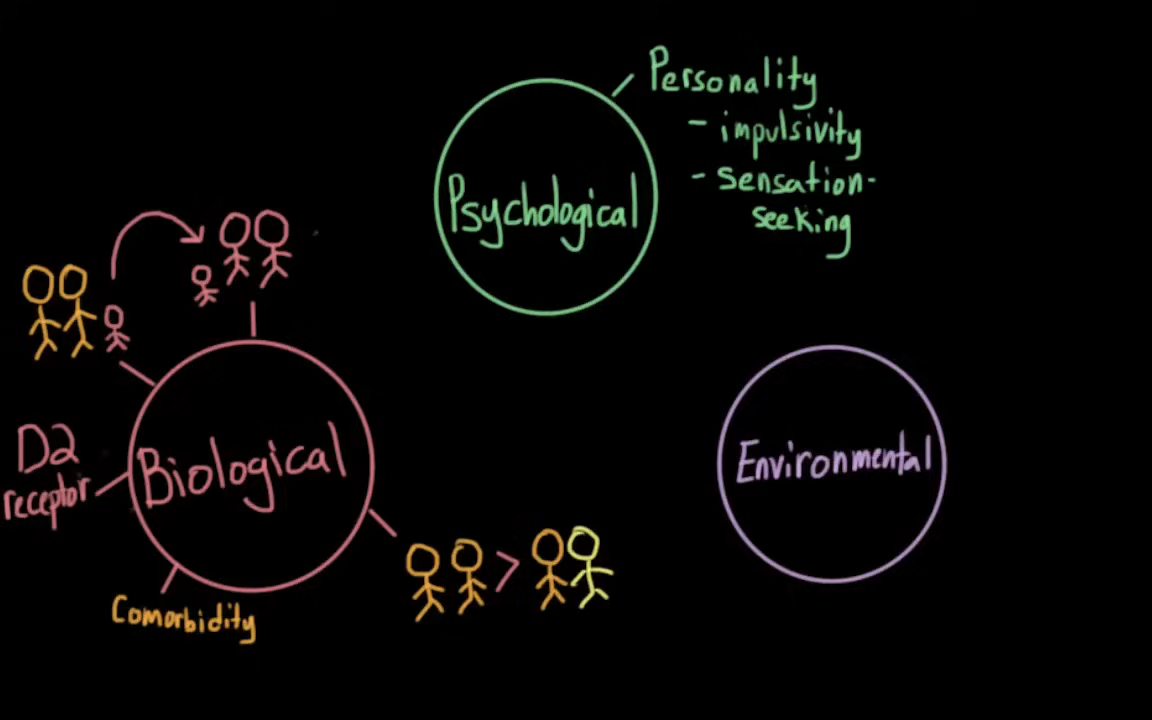 Personality
- impulsivity
- sensation-
seeking
Psychological
D2
receptor
Biological
Environmental
>
Comorbidity